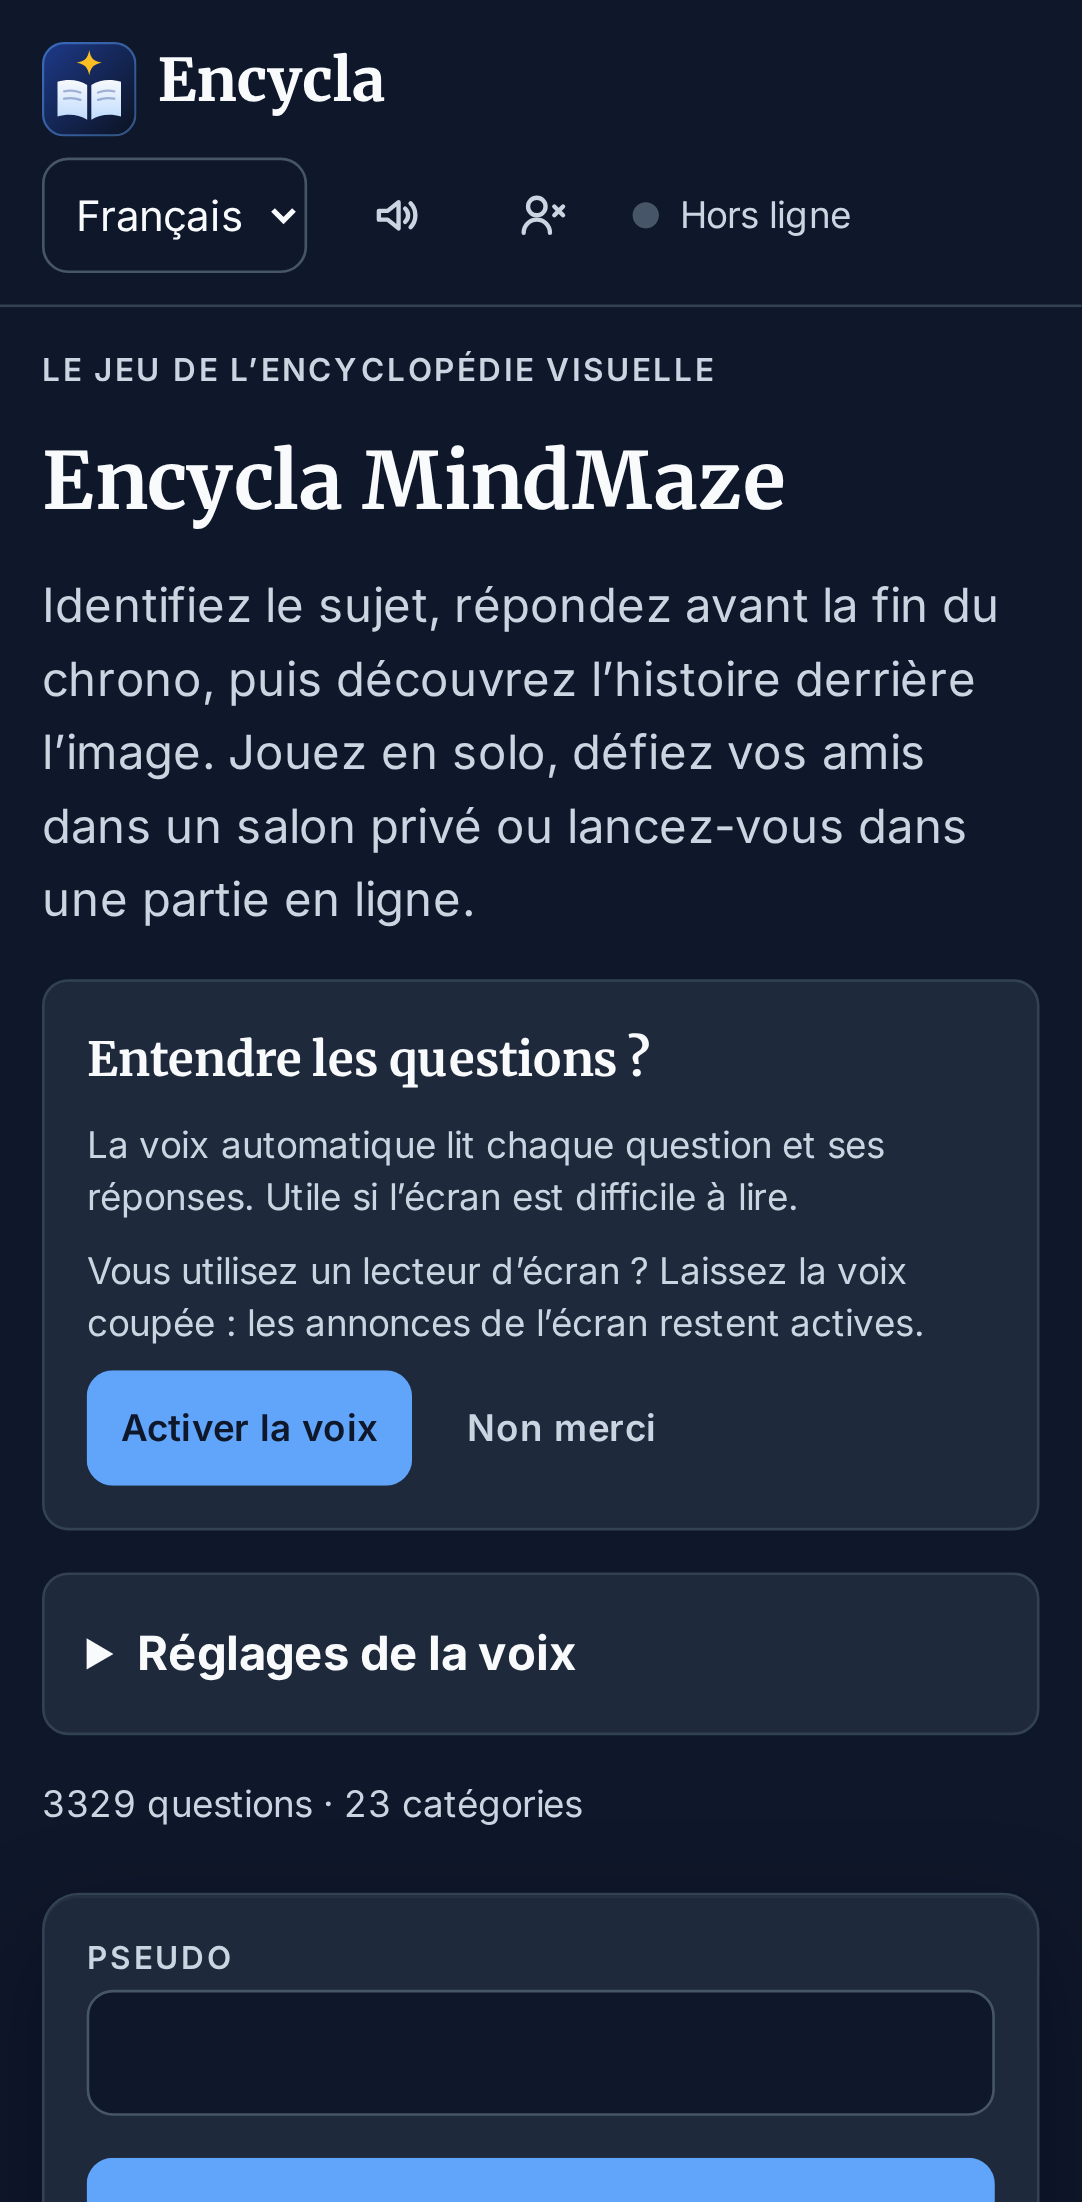 Encycla
Français
Hors ligne
LE JEU DE L’ENCYCLOPÉDIE VISUELLE
Encycla MindMaze
Identifiez le sujet, répondez avant la fin du
chrono, puis découvrez l’histoire derrière
l’image. Jouez en solo, défiez vos amis
dans un salon privé ou lancez-vous dans
une partie en ligne.
Entendre les questions ?
La voix automatique lit chaque question et ses
réponses. Utile si l’écran est difficile à lire.
Vous utilisez un lecteur d’écran ? Laissez la voix
coupée : les annonces de l’écran restent actives.
Activer la voix
Non merci
Réglages de la voix
3329 questions · 23 catégories
PSEUDO